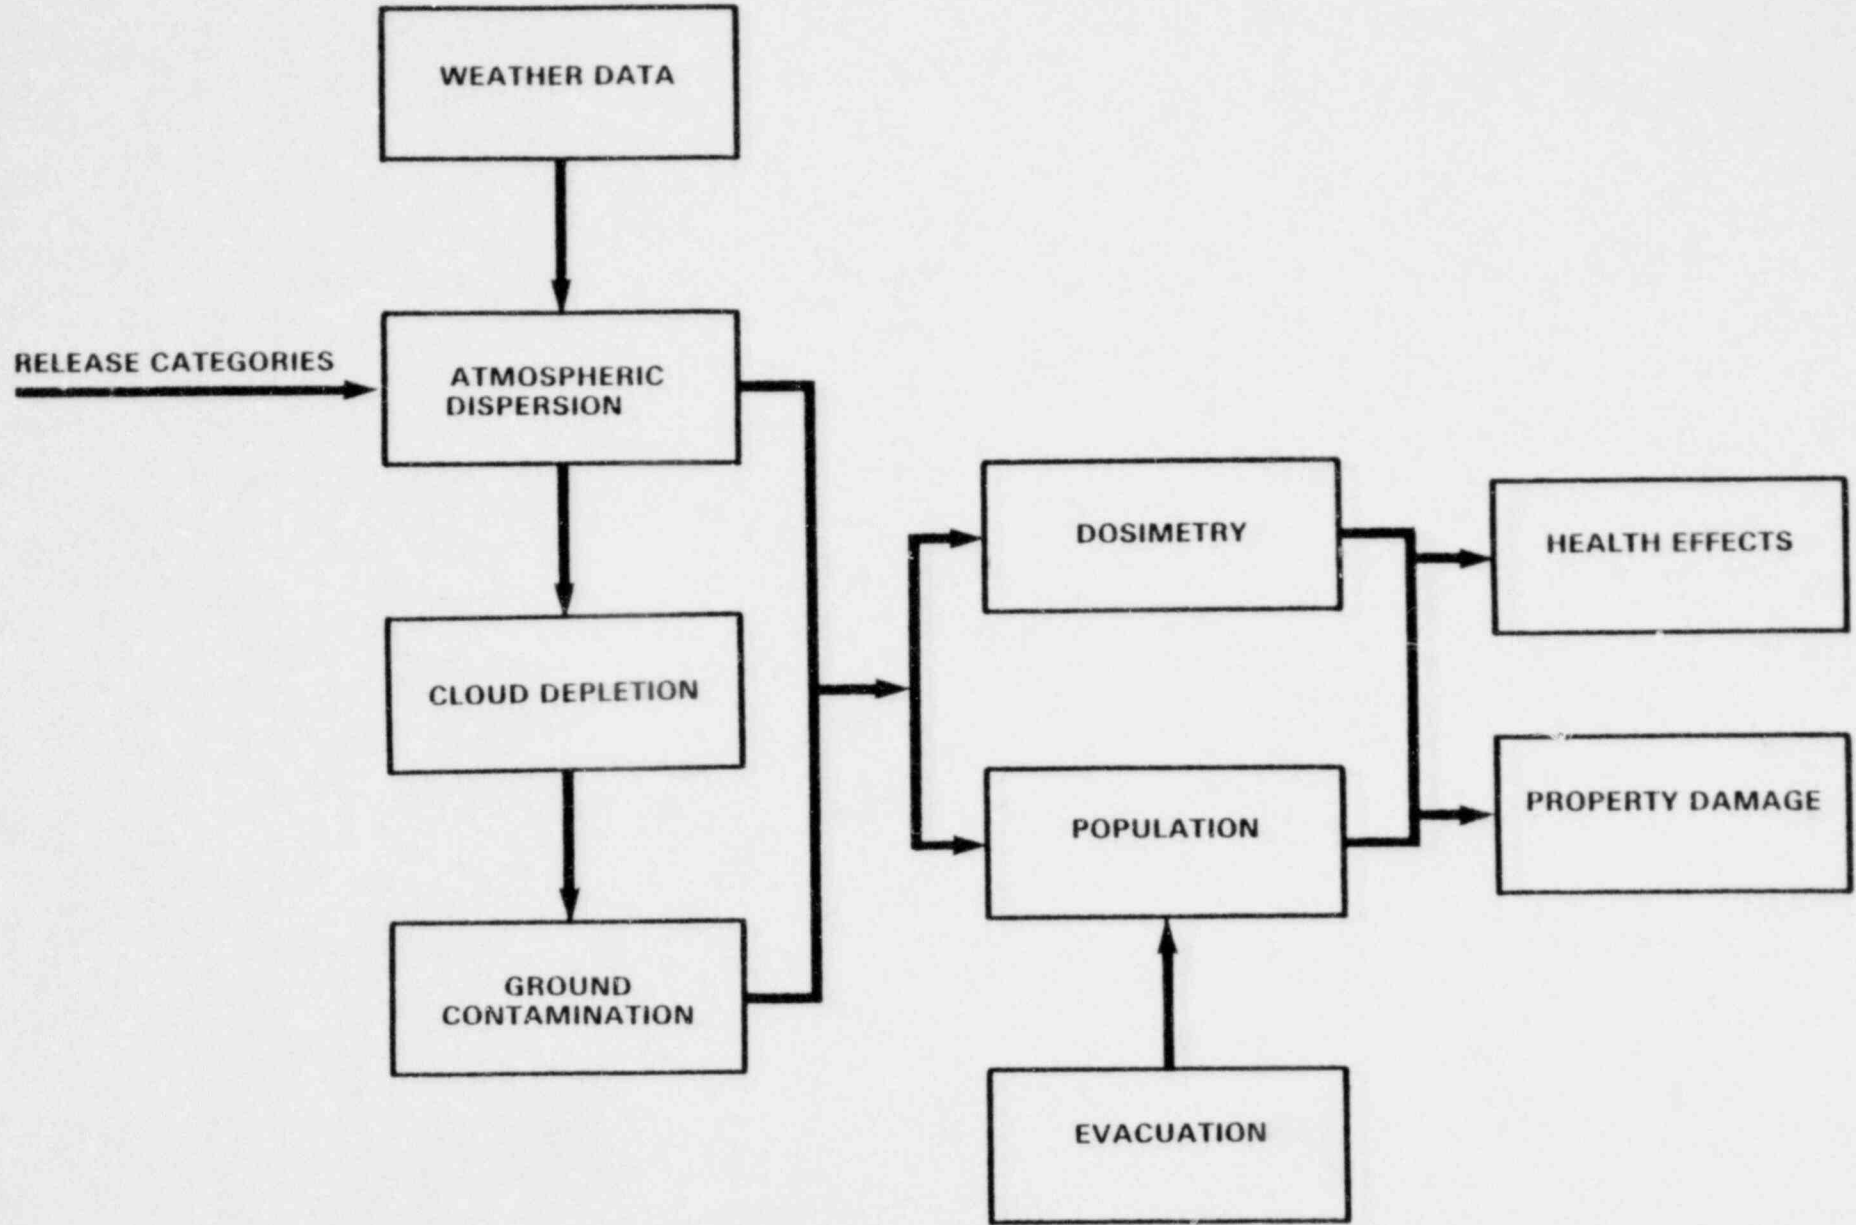 WEATHER DATA
RELEASE CATEGORIES
ATMOSPHERIC
DISPERSION
DOSIMETRY
HEALTH EFFECTS
CLOUD DEPLETION
POPULATION
PROPERTY DAMAGE
GROUND
CONTAMINATION
EVACUATION